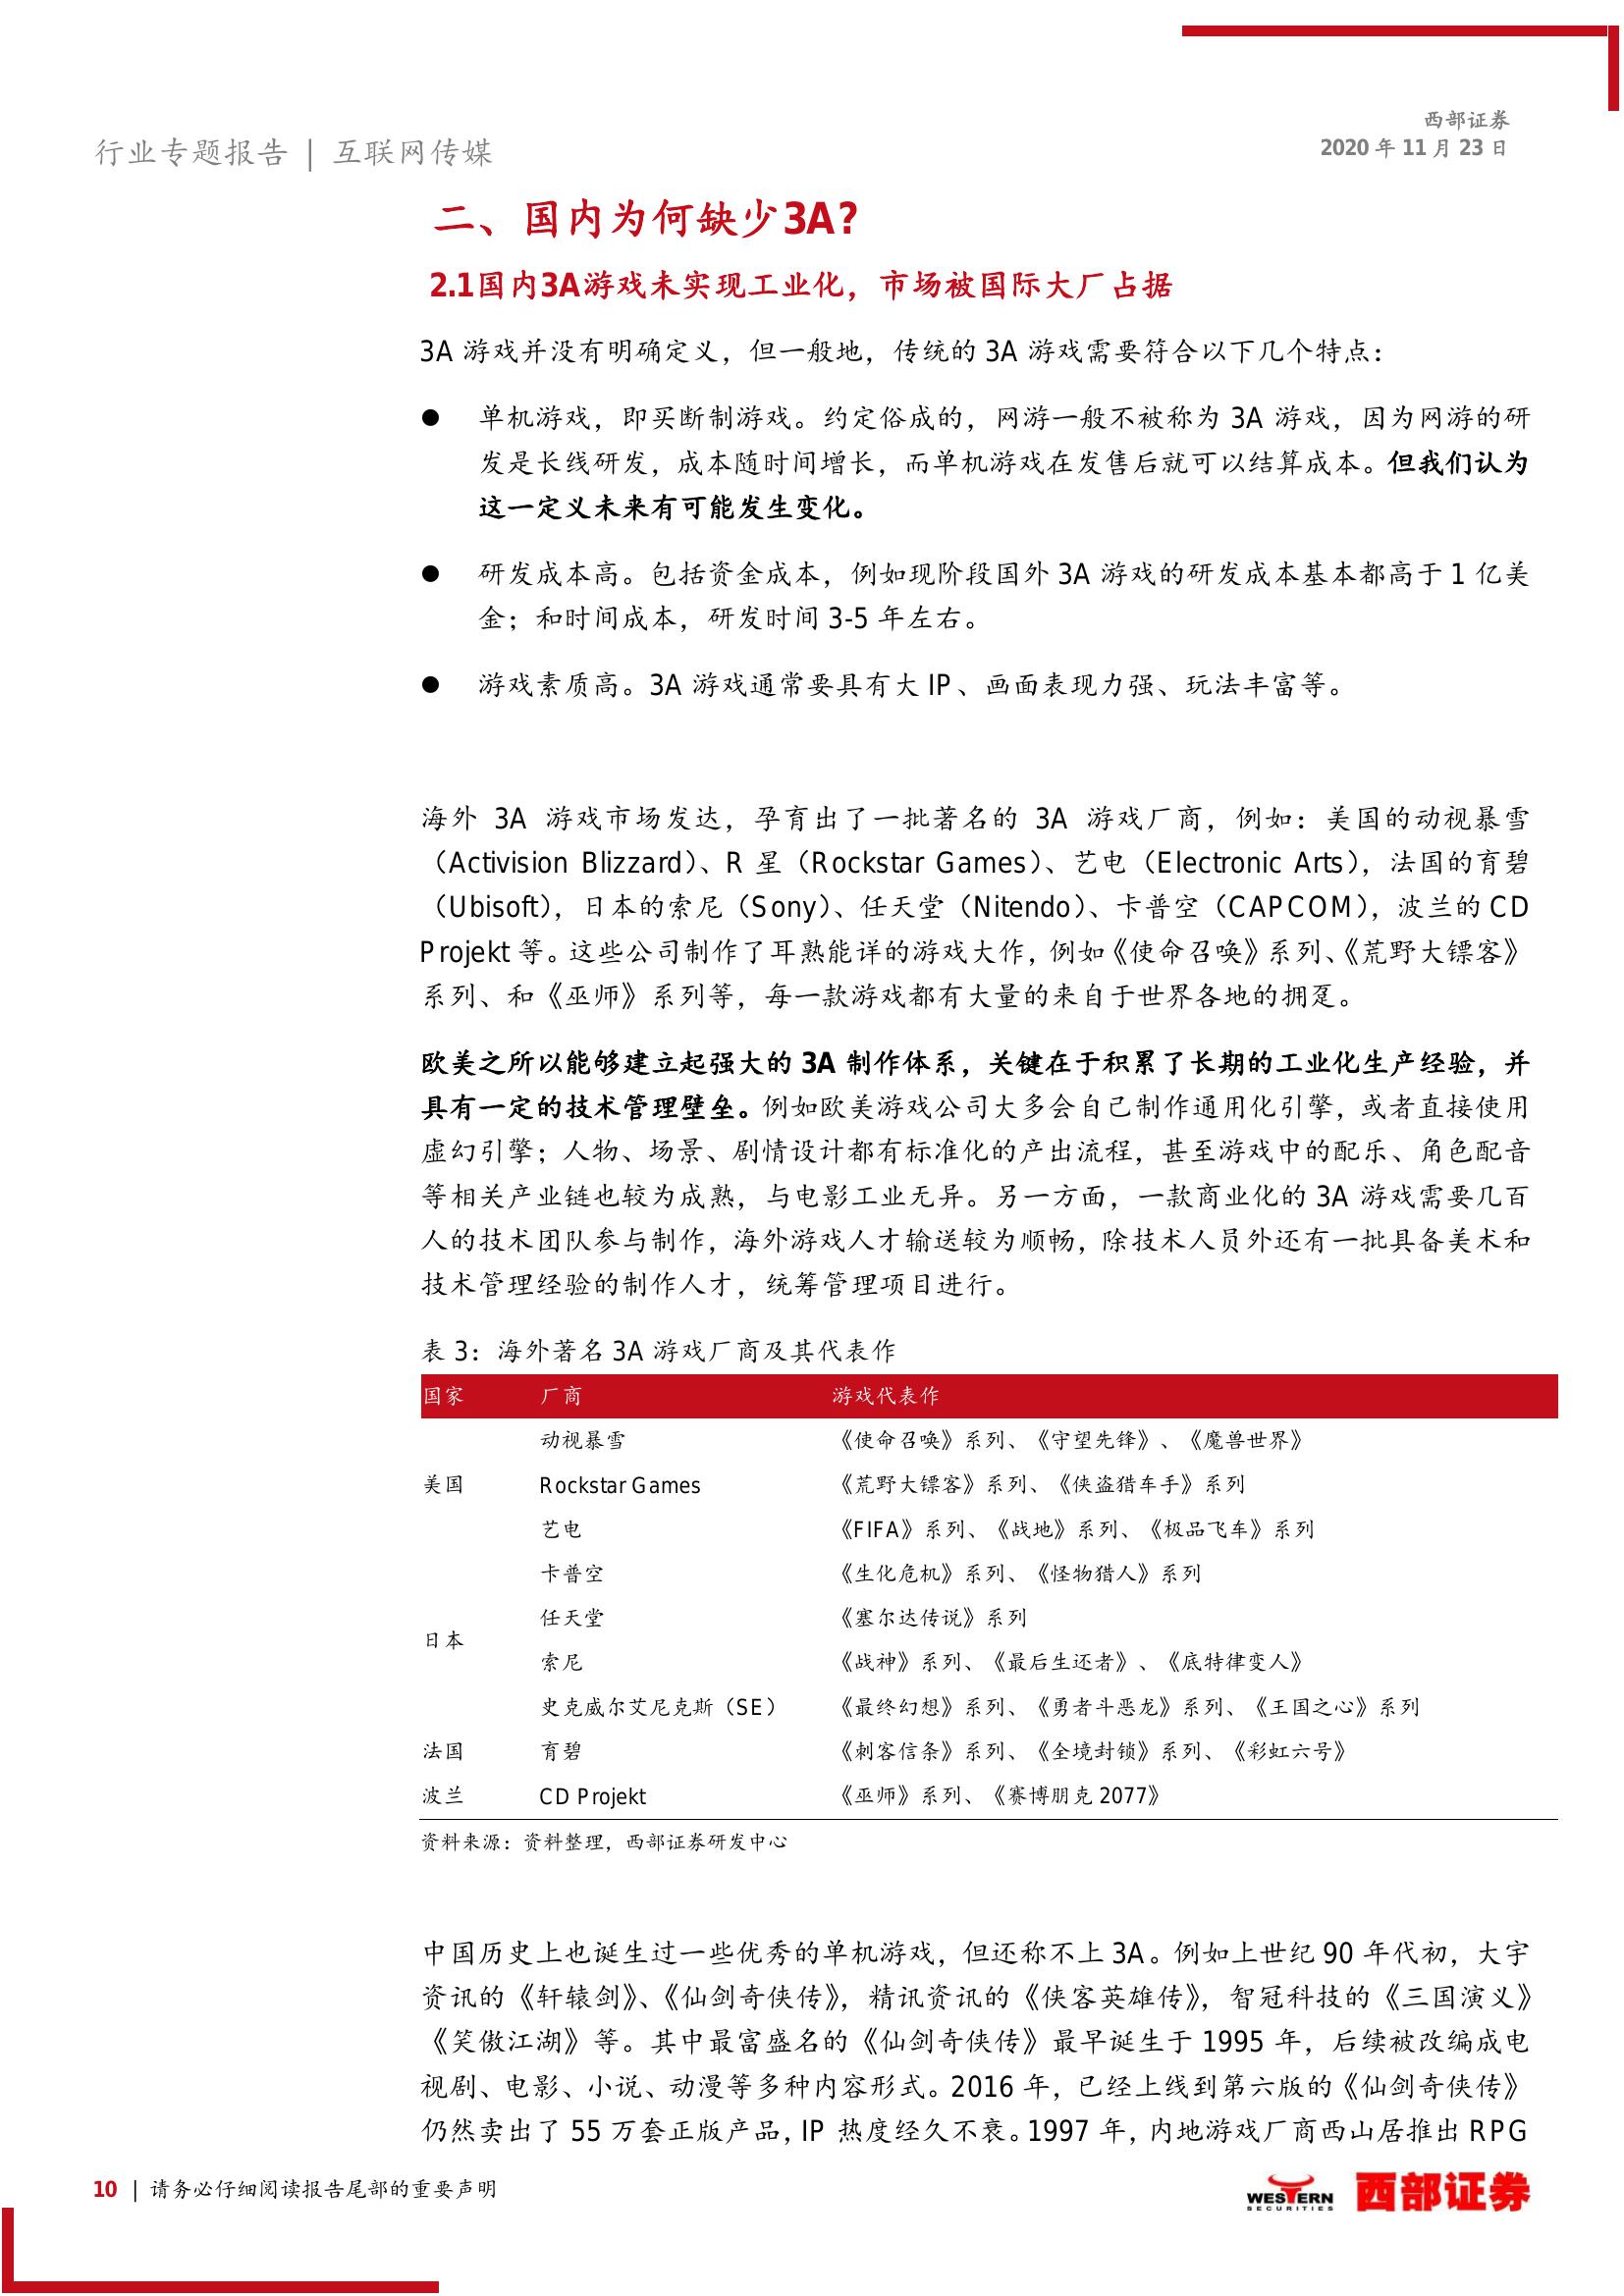 西部证券
行业专题报告 | 互联网传媒
2020 年 11 月 23 日
二、国内为何缺少3A?
2.1国内3A游戏未实现工业化，市场被国际大厂占据
3A 游戏并没有明确定义，但一般地，传统的 3A 游戏需要符合以下几个特点：
● 单机游戏，即买断制游戏。约定俗成的，网游一般不被称为 3A 游戏，因为网游的研
发是长线研发，成本随时间增长，而单机游戏在发售后就可以结算成本。但我们认为
这一定义未来有可能发生变化。
● 研发成本高。包括资金成本，例如现阶段国外 3A 游戏的研发成本基本都高于 1 亿美
金；和时间成本，研发时间 3-5 年左右。
● 游戏素质高。3A 游戏通常要具有大 IP、画面表现力强、玩法丰富等。
海外 3A 游戏市场发达，孕育出了一批著名的 3A 游戏厂商，例如：美国的动视暴雪
（Activision Blizzard）、R 星（Rockstar Games）、艺电（Electronic Arts），法国的育碧
（Ubisoft），日本的索尼（Sony）、任天堂（Nitendo）、卡普空（CAPCOM），波兰的 CD
Projekt 等。这些公司制作了耳熟能详的游戏大作，例如《使命召唤》系列、《荒野大镖客》
系列、和《巫师》系列等，每一款游戏都有大量的来自于世界各地的拥趸。
欧美之所以能够建立起强大的 3A 制作体系，关键在于积累了长期的工业化生产经验，并
具有一定的技术管理壁垒。例如欧美游戏公司大多会自己制作通用化引擎，或者直接使用
虚幻引擎；人物、场景、剧情设计都有标准化的产出流程，甚至游戏中的配乐、角色配音
等相关产业链也较为成熟，与电影工业无异。另一方面，一款商业化的 3A 游戏需要几百
人的技术团队参与制作，海外游戏人才输送较为顺畅，除技术人员外还有一批具备美术和
技术管理经验的制作人才，统筹管理项目进行。
表 3：海外著名 3A 游戏厂商及其代表作
国家 厂商 游戏代表作
动视暴雪 《使命召唤》系列、《守望先锋》、《魔兽世界》
美国 Rockstar Games 《荒野大镖客》系列、《侠盗猎车手》系列
艺电 《FIFA》系列、《战地》系列、《极品飞车》系列
卡普空 《生化危机》系列、《怪物猎人》系列
任天堂 《塞尔达传说》系列
日本
索尼 《战神》系列、《最后生还者》、《底特律变人》
史克威尔艾尼克斯（SE） 《最终幻想》系列、《勇者斗恶龙》系列、《王国之心》系列
法国 育碧 《刺客信条》系列、《全境封锁》系列、《彩虹六号》
波兰 CD Projekt 《巫师》系列、《赛博朋克 2077》
资料来源：资料整理，西部证券研发中心
中国历史上也诞生过一些优秀的单机游戏，但还称不上 3A。例如上世纪 90 年代初，大宇
资讯的《轩辕剑》、《仙剑奇侠传》，精讯资讯的《侠客英雄传》，智冠科技的《三国演义》
《笑傲江湖》等。其中最富盛名的《仙剑奇侠传》最早诞生于 1995 年，后续被改编成电
视剧、电影、小说、动漫等多种内容形式。2016 年，已经上线到第六版的《仙剑奇侠传》
仍然卖出了 55 万套正版产品，IP 热度经久不衰。1997 年，内地游戏厂商西山居推出 RPG
10 | 请务必仔细阅读报告尾部的重要声明
WESTERN
SECURITIES
西部证券